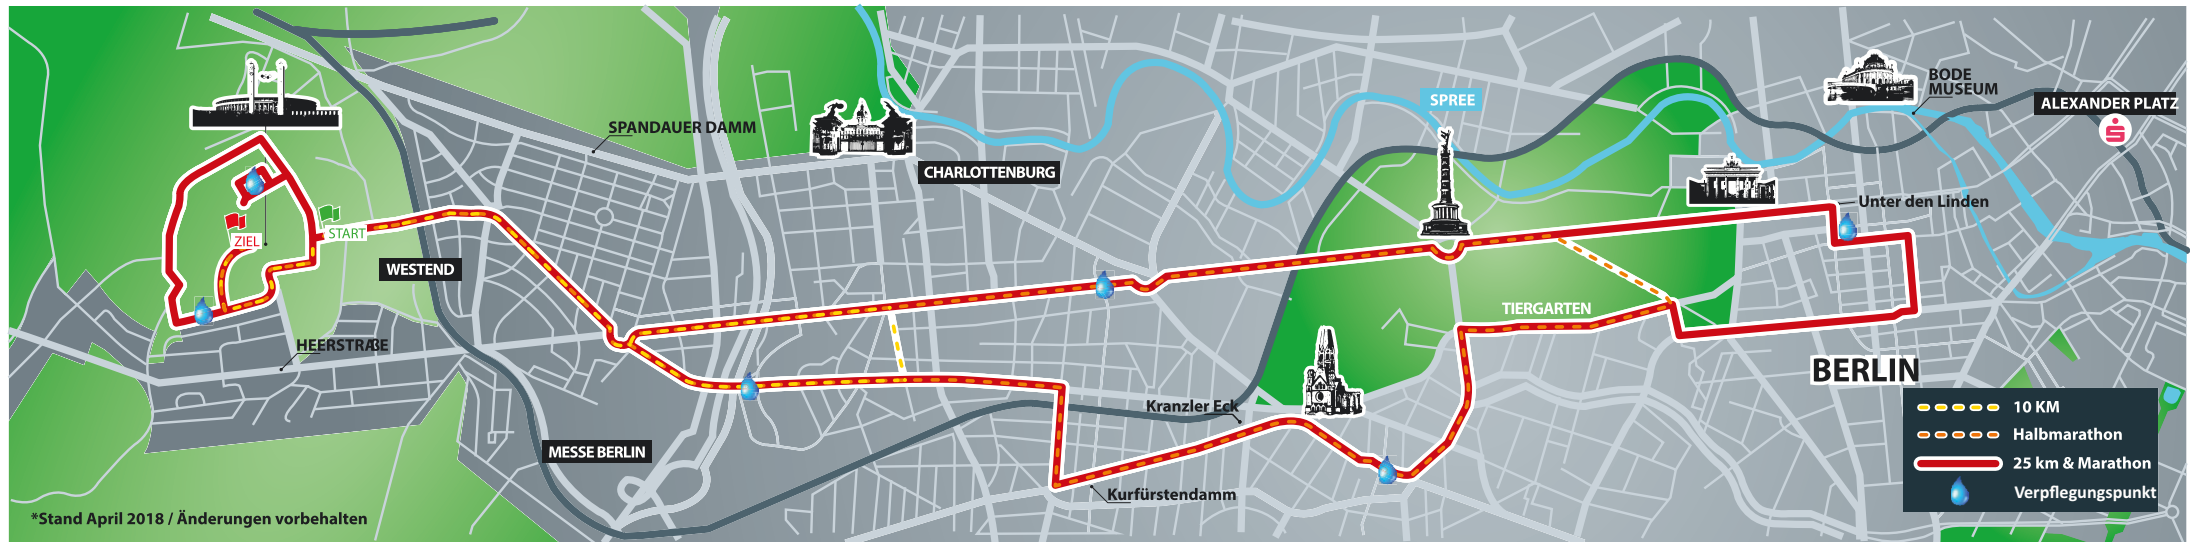 BODE
MUSEUM
ALEXANDER PLATZ
SPREE
SPANDAUER DAMM
CHARLOTTENBURG
Unter den Linden
START
ZIEL
WESTEND
TIERGARTEN
HEERSTRAßE
BERLIN
Kranzler Eck
10 KM
Halbmarathon
MESSE BERLIN
25 km & Marathon
Kurfürstendamm
Verpflegungspunkt
*Stand April 2018 / Änderungen vorbehalten